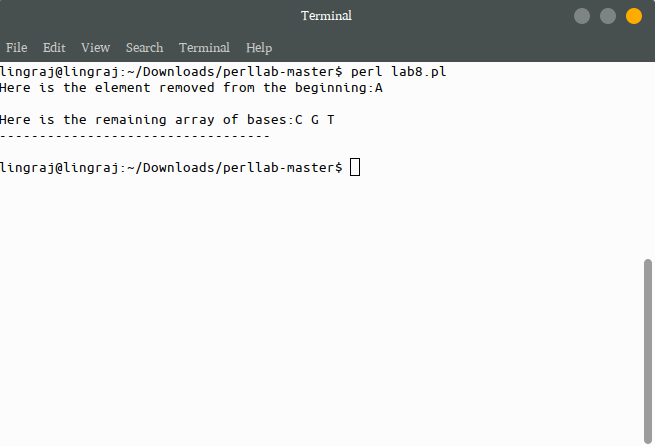 Terminal
File Edit View Search Terminal Help
lingraj@lingraj:~/Downloads/perllab-master$ perl lab8.pl
Here is the element removed from the beginning:A
Here is the remaining array of bases:C G T
----------------------------------
lingraj@lingraj:~/Downloads/perllab-master$